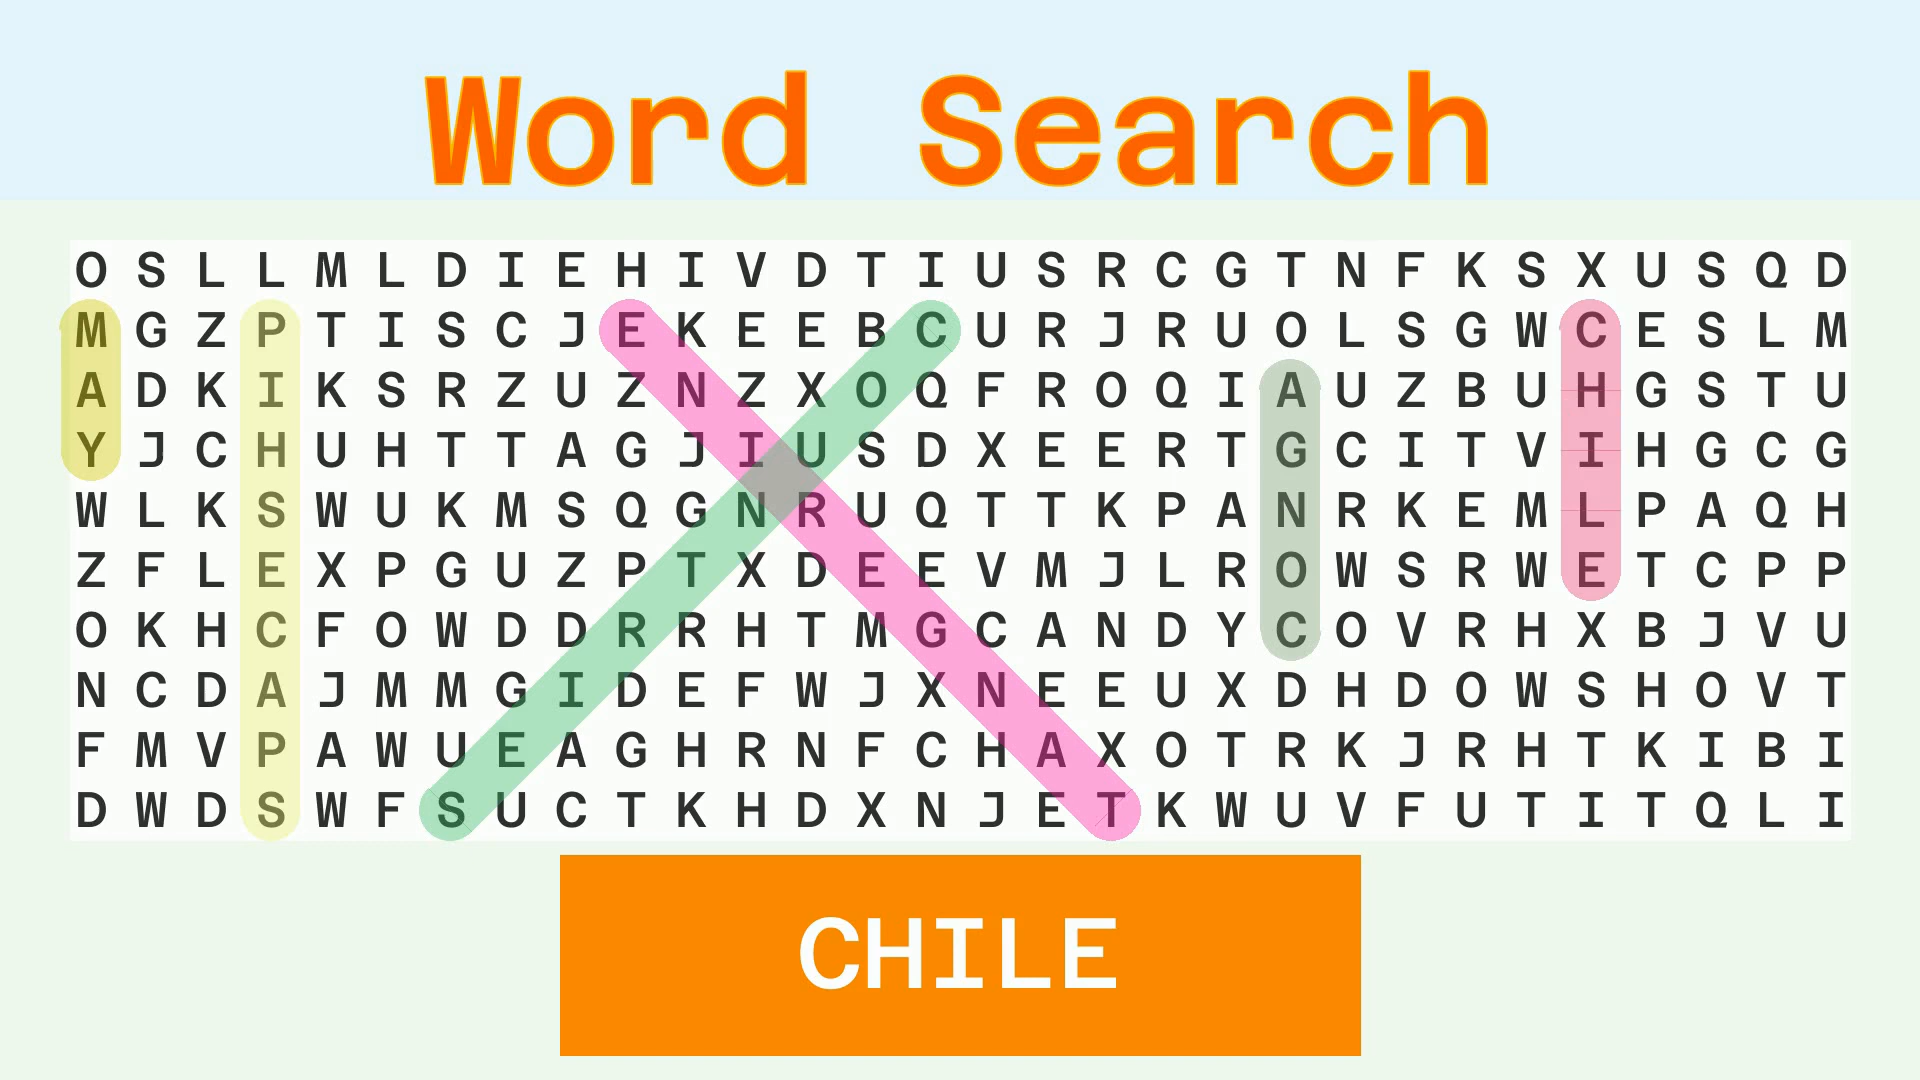 Word Search
O S L L M L D I E H I V D T I U S R C G T N F K S X U S Q D
M G Z P T I S C J E K E E B C U R J R U O L S G W C E S L M
A D K I K S R Z U Z N Z X O Q F R O Q I A U Z B U H G S T U
Y J C H U H T T A G J I U S D X E E R T G C I T V I H G C G
W L K S W U K M S Q G N R U Q T T K P A N R K E M L P A Q H
Z F L E X P G U Z P T X D E E V M J L R O W S R W E T C P P
O K H C F O W D D R R H T M G C A N D Y C O V R H X B J V U
N C D A J M M G I D E F W J X N E E U X D H D O W S H O V T
F M V P A W U E A G H R N F C H A X O T R K J R H T K I B I
D W D S W F S U C T K H D X N J E T K W U V F U T I T Q L I
CHILE